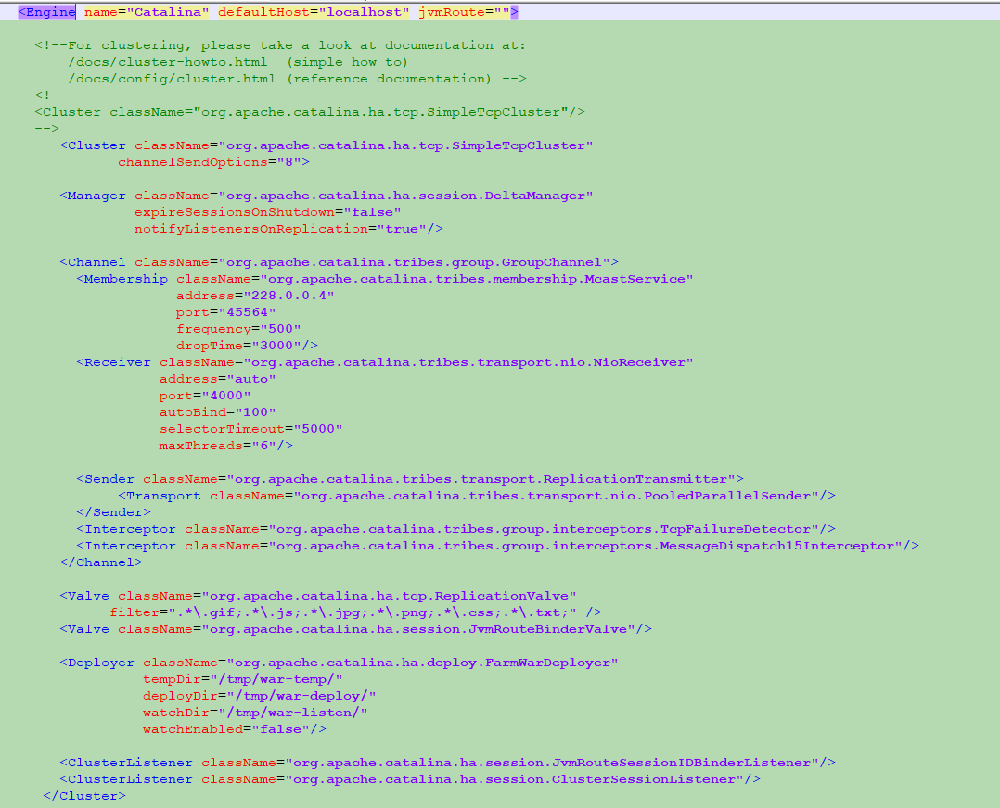 <Engine name="Catalina" defaultHost="localhost" jvmRoute="">
<!--For clustering, please take a look at documentation at:
/docs/cluster-howto.html  (simple how to)
/docs/config/cluster.html (reference documentation) -->
<!--
<Cluster className="org.apache.catalina.ha.tcp.SimpleTcpCluster"/>
-->
<Cluster className="org.apache.catalina.ha.tcp.SimpleTcpCluster"
channelSendOptions="8">
<Manager className="org.apache.catalina.ha.session.DeltaManager"
expireSessionsOnShutdown="false"
notifyListenersOnReplication="true"/>
<Channel className="org.apache.catalina.tribes.group.GroupChannel">
<Membership className="org.apache.catalina.tribes.membership.McastService"
address="228.0.0.4"
port="45564"
frequency="500"
dropTime="3000"/>
<Receiver className="org.apache.catalina.tribes.transport.nio.NioReceiver"
address="auto"
port="4000"
autoBind="100"
selectorTimeout="5000"
maxThreads="6"/>
<Sender className="org.apache.catalina.tribes.transport.ReplicationTransmitter">
<Transport className="org.apache.catalina.tribes.transport.nio.PooledParallelSender"/>
</Sender>
<Interceptor className="org.apache.catalina.tribes.group.interceptors.TcpFailureDetector"/>
<Interceptor className="org.apache.catalina.tribes.group.interceptors.MessageDispatch15Interceptor"/>
</Channel>
<Valve className="org.apache.catalina.ha.tcp.ReplicationValve"
filter=".*\.gif;.*\.js;.*\.jpg;.*\.png;.*\.css;.*\.txt;" />
<Valve className="org.apache.catalina.ha.session.JvmRouteBinderValve"/>
<Deployer className="org.apache.catalina.ha.deploy.FarmWarDeployer"
tempDir="/tmp/war-temp/"
deployDir="/tmp/war-deploy/"
watchDir="/tmp/war-listen/"
watchEnabled="false"/>
<ClusterListener className="org.apache.catalina.ha.session.JvmRouteSessionIDBinderListener"/>
<ClusterListener className="org.apache.catalina.ha.session.ClusterSessionListener"/>
</Cluster>